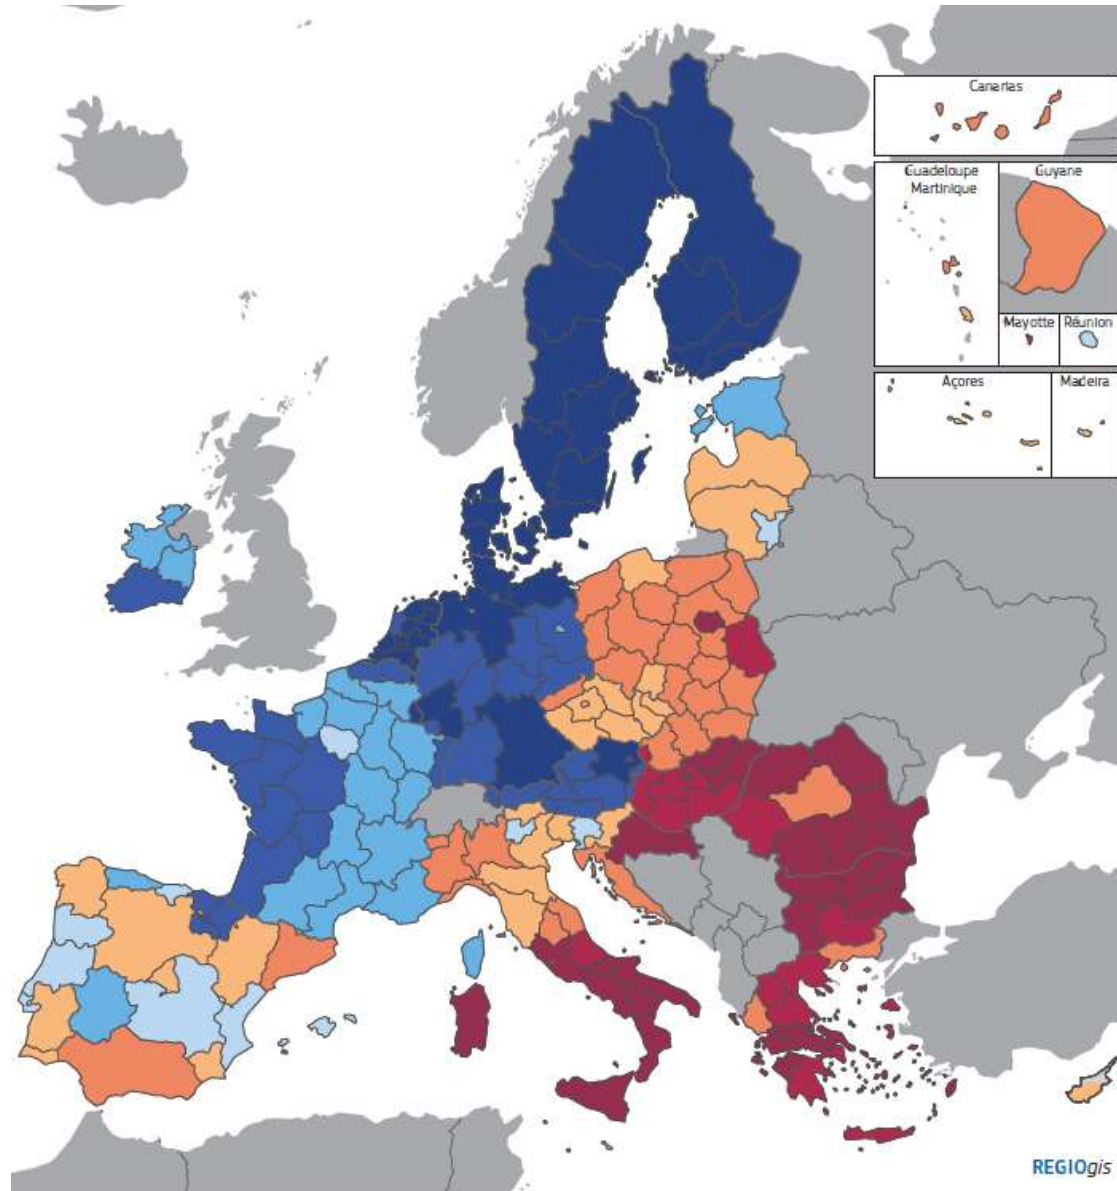 Canarias
Guadeloupe
Martinique
Guyane
Mayotte
Réunion
Açores
Madeira
REGIOgis